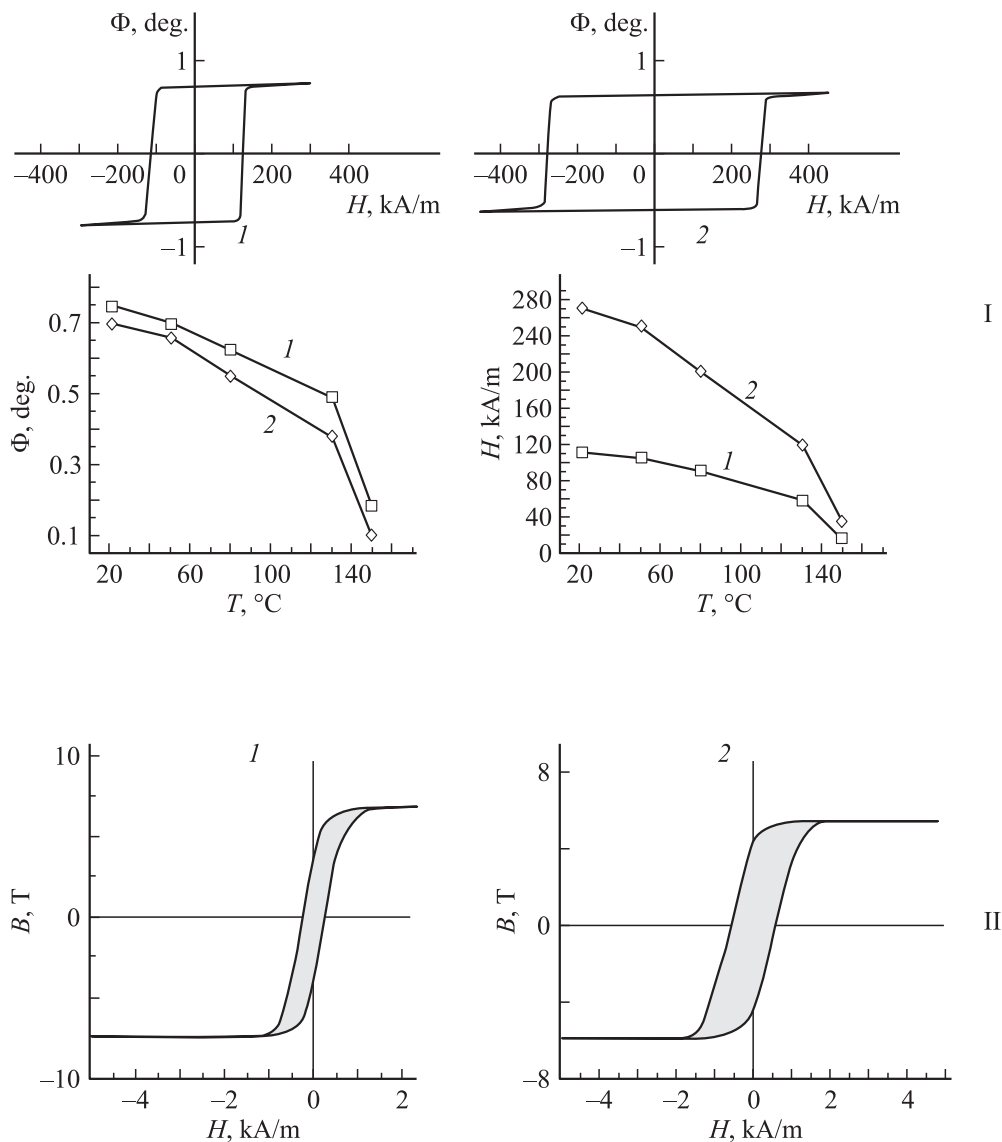 Φ, deg.
1
–400 –200 0 200 400
H, kA/m
1
–1
Φ, deg.
1
–400 –200 0 200 400
H, kA/m
2
–1
I
Φ, deg.
0.7
0.5
0.3
0.1
1
2
20 60 100 140
T, °C
H, kA/m
280
240
200
160
120
80
40
0
2
1
20 60 100 140
T, °C
1
10
B, T
0
–10
–4 –2 0 2
H, kA/m
2
8
B, T
0
–8
–4 –2 0 2 4
H, kA/m
II